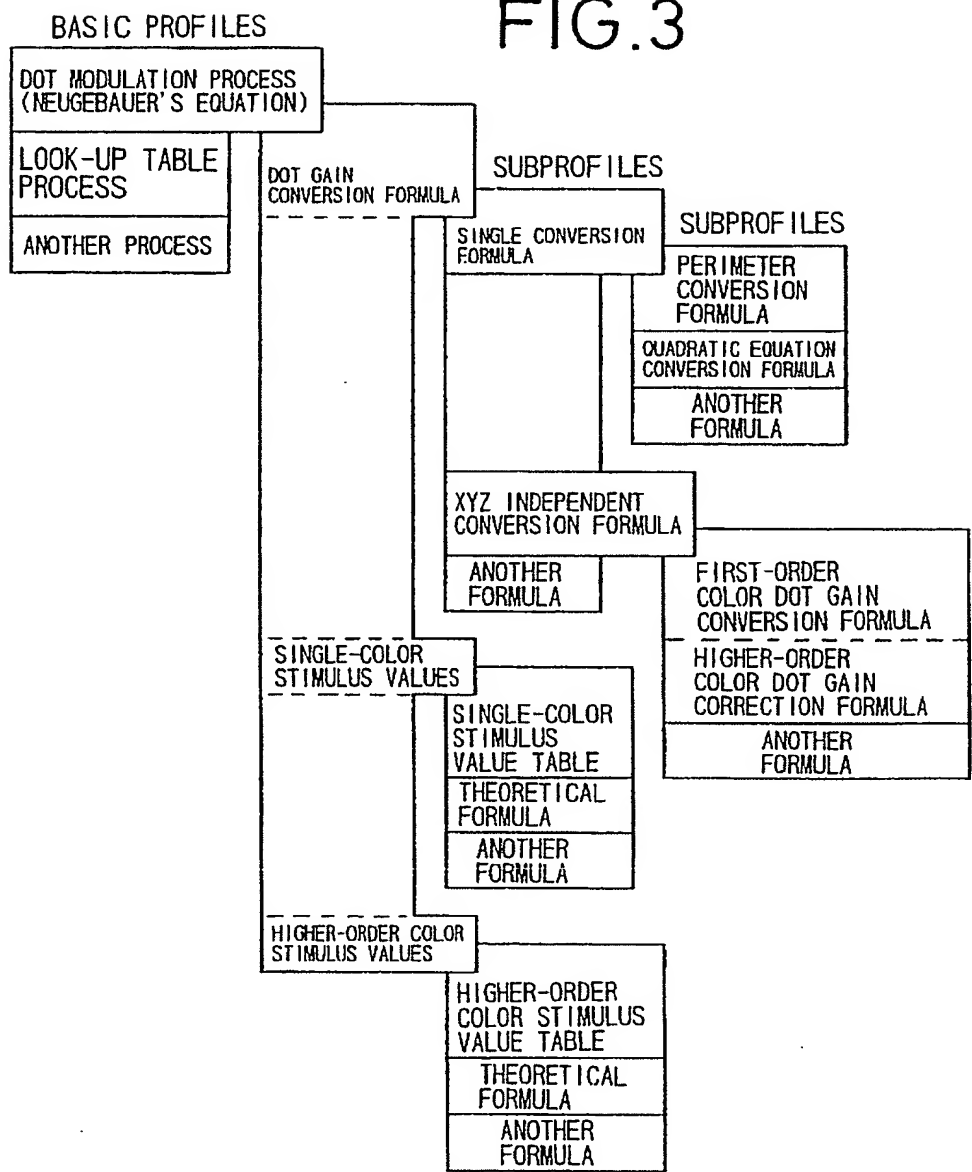 FIG.3
BASIC PROFILES
DOT MODULATION PROCESS
(NEUGEBAUER'S EQUATION)
LOOK-UP TABLE
PROCESS
ANOTHER PROCESS
DOT GAIN
CONVERSION FORMULA
SUBPROFILES
SINGLE CONVERSION
FORMULA
SUBPROFILES
PERIMETER
CONVERSION
FORMULA
QUADRATIC EQUATION
CONVERSION FORMULA
ANOTHER
FORMULA
XYZ INDEPENDENT
CONVERSION FORMULA
ANOTHER
FORMULA
FIRST-ORDER
COLOR DOT GAIN
CONVERSION FORMULA
HIGHER-ORDER
COLOR DOT GAIN
CORRECTION FORMULA
ANOTHER
FORMULA
SINGLE-COLOR
STIMULUS VALUES
SINGLE-COLOR
STIMULUS
VALUE TABLE
THEORETICAL
FORMULA
ANOTHER
FORMULA
HIGHER-ORDER COLOR
STIMULUS VALUES
HIGHER-ORDER
COLOR STIMULUS
VALUE TABLE
THEORETICAL
FORMULA
ANOTHER
FORMULA